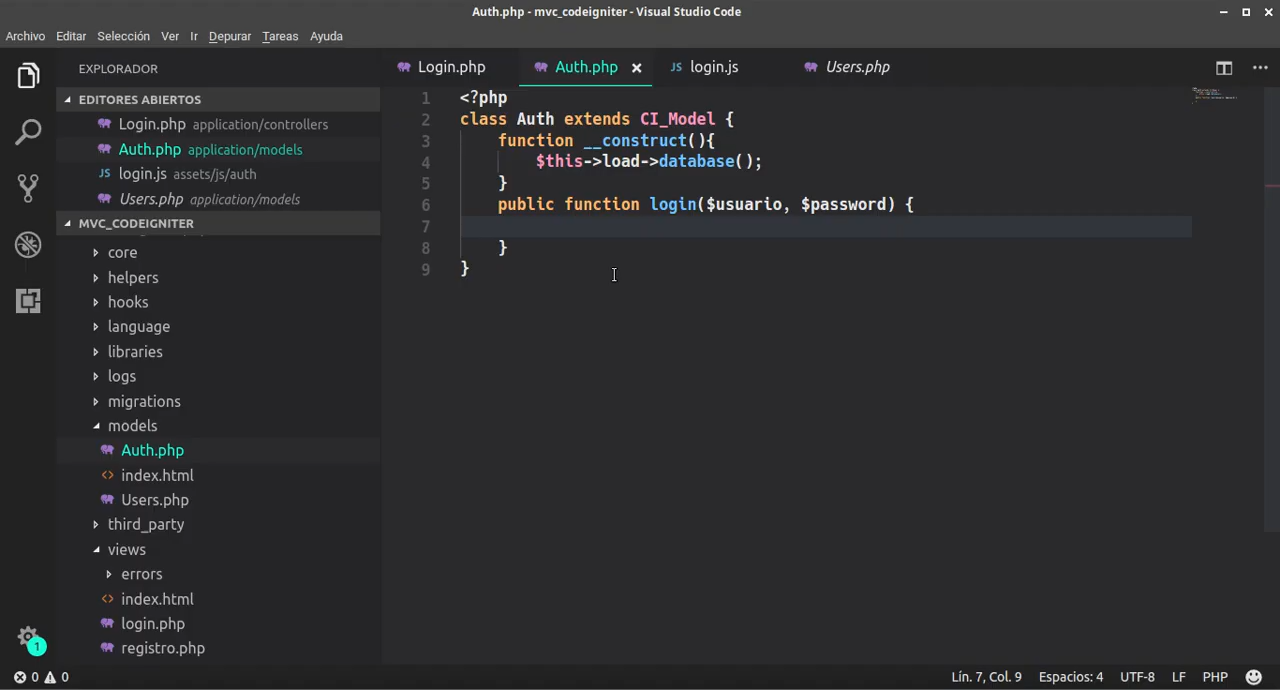 Auth.php - mvc_codeigniter - Visual Studio Code
Archivo Editar Selección Ver Ir Depurar Tareas Ayuda
EXPLORADOR
EDITORES ABIERTOS
Login.php application/controllers
Auth.php application/models
login.js assets/js/auth
Users.php application/models
MVC_CODEIGNITER
core
helpers
hooks
language
libraries
logs
migrations
models
Auth.php
index.html
Users.php
third_party
views
errors
index.html
login.php
registro.php
1
Login.php Auth.php JS login.js Users.php
1 <?php
2 class Auth extends CI_Model {
3 function __construct(){
4 $this->load->database();
5 }
6 public function login($usuario, $password) {
7
8 }
9 }
0 0 Lín. 7, Col. 9 Espacios: 4 UTF-8 LF PHP